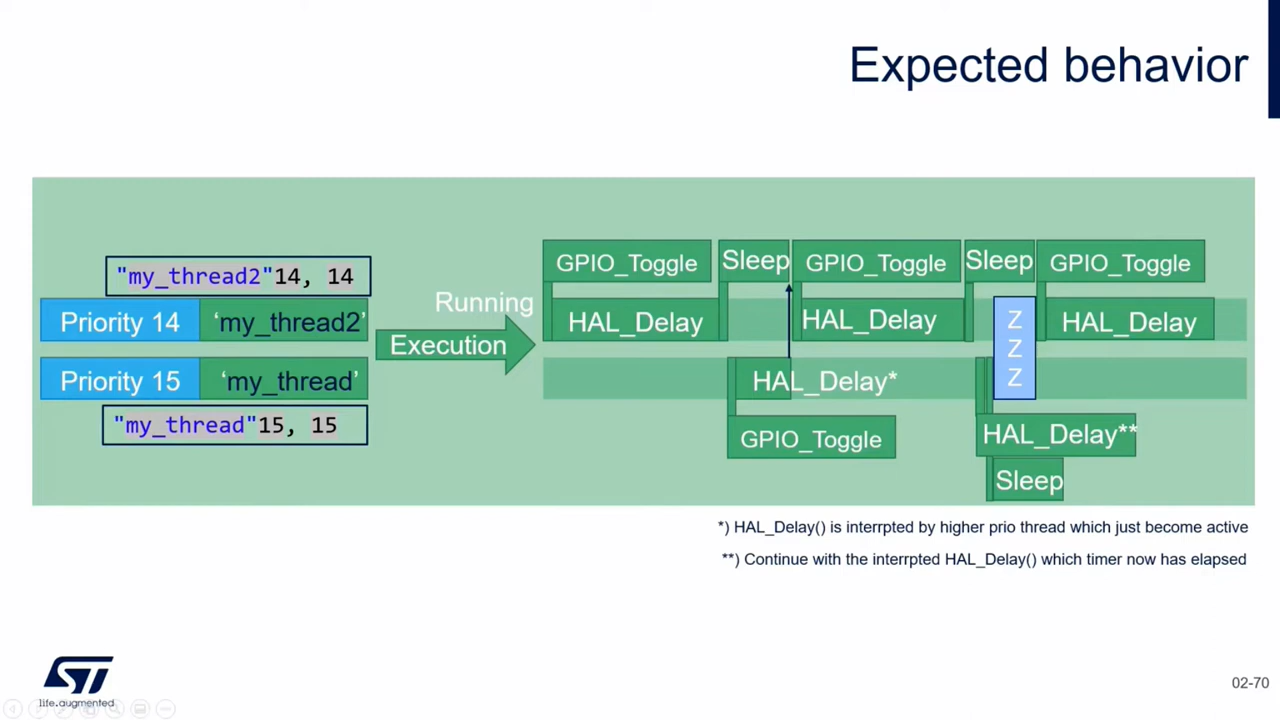 Expected behavior
"my_thread2"14, 14
Priority 14 'my_thread2'
Priority 15 'my_thread'
"my_thread"15, 15
Running
Execution
GPIO_Toggle Sleep GPIO_Toggle Sleep GPIO_Toggle
HAL_Delay HAL_Delay Z HAL_Delay
Z
Z
HAL_Delay*
GPIO_Toggle HAL_Delay**
Sleep
*) HAL_Delay() is interrpted by higher prio thread which just become active
**) Continue with the interrpted HAL_Delay() which timer now has elapsed
ST
life.augmented
02-70